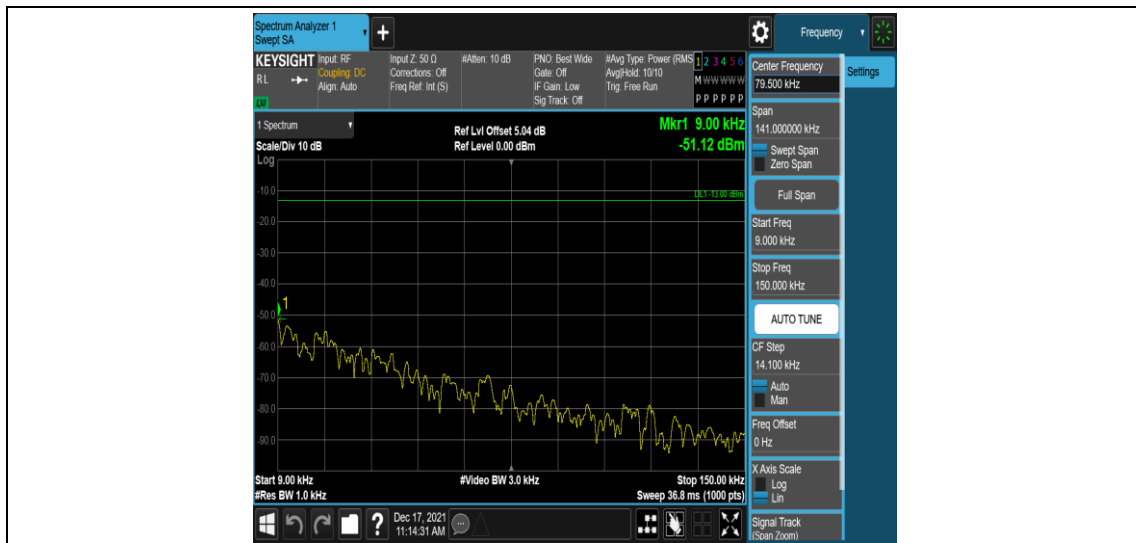 Spectrum Analyzer 1
Swept SA
+
Frequency
KEYSIGHT
RL
LXI
Input: RF
Coupling: DC
Align: Auto
Input Z: 50 Ω
Corrections: Off
Freq Ref: Int (S)
#Atten: 10 dB
PNO: Best Wide
Gate: Off
IF Gain: Low
Sig Track: Off
#Avg Type: Power (RMS
Avg|Hold: 10/10
Trig: Free Run
1 2 3 4 5 6
M W W W W W
P P P P P P
1 Spectrum
Scale/Div 10 dB
Ref Lvl Offset 5.04 dB
Ref Level 0.00 dBm
Mkr1 9.00 kHz
-51.12 dBm
Log
DL1 -13.00 dBm
-10.0
-20.0
-30.0
-40.0
1
-50.0
-60.0
-70.0
-80.0
-90.0
Start 9.00 kHz
#Res BW 1.0 kHz
#Video BW 3.0 kHz
Stop 150.00 kHz
Sweep 36.8 ms (1000 pts)
Center Frequency
79.500 kHz
Span
141.000000 kHz
Swept Span
Zero Span
Full Span
Start Freq
9.000 kHz
Stop Freq
150.000 kHz
AUTO TUNE
CF Step
14.100 kHz
Auto
Man
Freq Offset
0 Hz
X Axis Scale
Log
Lin
Signal Track
(Span Zoom)
Settings
?
Dec 17, 2021
11:14:31 AM